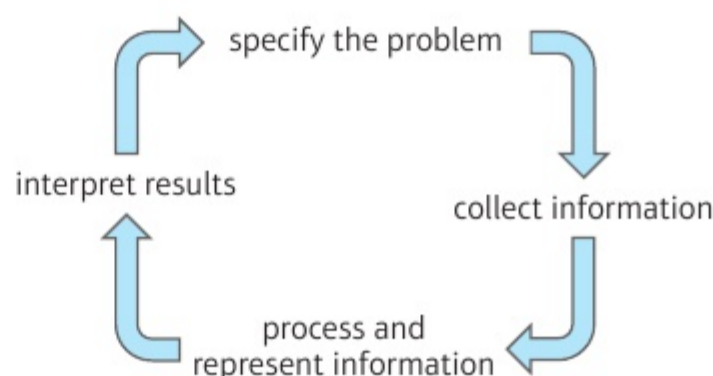 specify the problem
collect information
process and
represent information
interpret results